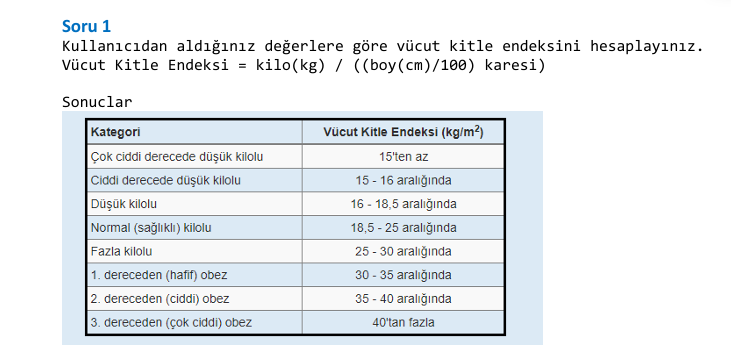 Soru 1
Kullanıcıdan aldığınız değerlere göre vücut kitle endeksini hesaplayınız.
Vücut Kitle Endeksi = kilo(kg) / ((boy(cm)/100) karesi)
Sonuclar
Kategori Vücut Kitle Endeksi (kg/m²)
Çok ciddi derecede düşük kilolu 15'ten az
Ciddi derecede düşük kilolu 15 - 16 aralığında
Düşük kilolu 16 - 18,5 aralığında
Normal (sağlıklı) kilolu 18,5 - 25 aralığında
Fazla kilolu 25 - 30 aralığında
1. dereceden (hafif) obez 30 - 35 aralığında
2. dereceden (ciddi) obez 35 - 40 aralığında
3. dereceden (çok ciddi) obez 40'tan fazla